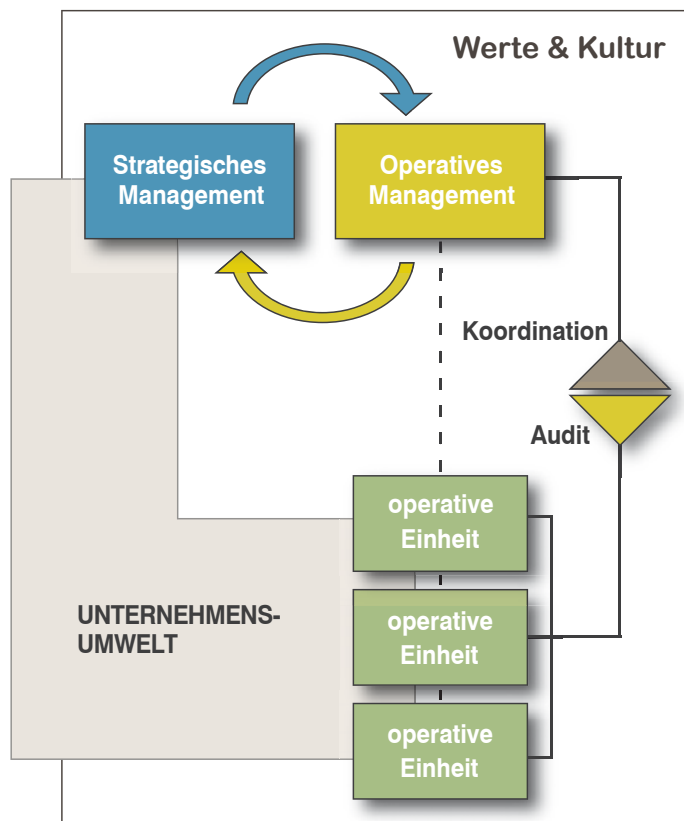 Werte & Kultur
Strategisches
Management
Operatives
Management
Koordination
Audit
operative
Einheit
UNTERNEHMENS-
UMWELT
operative
Einheit
operative
Einheit